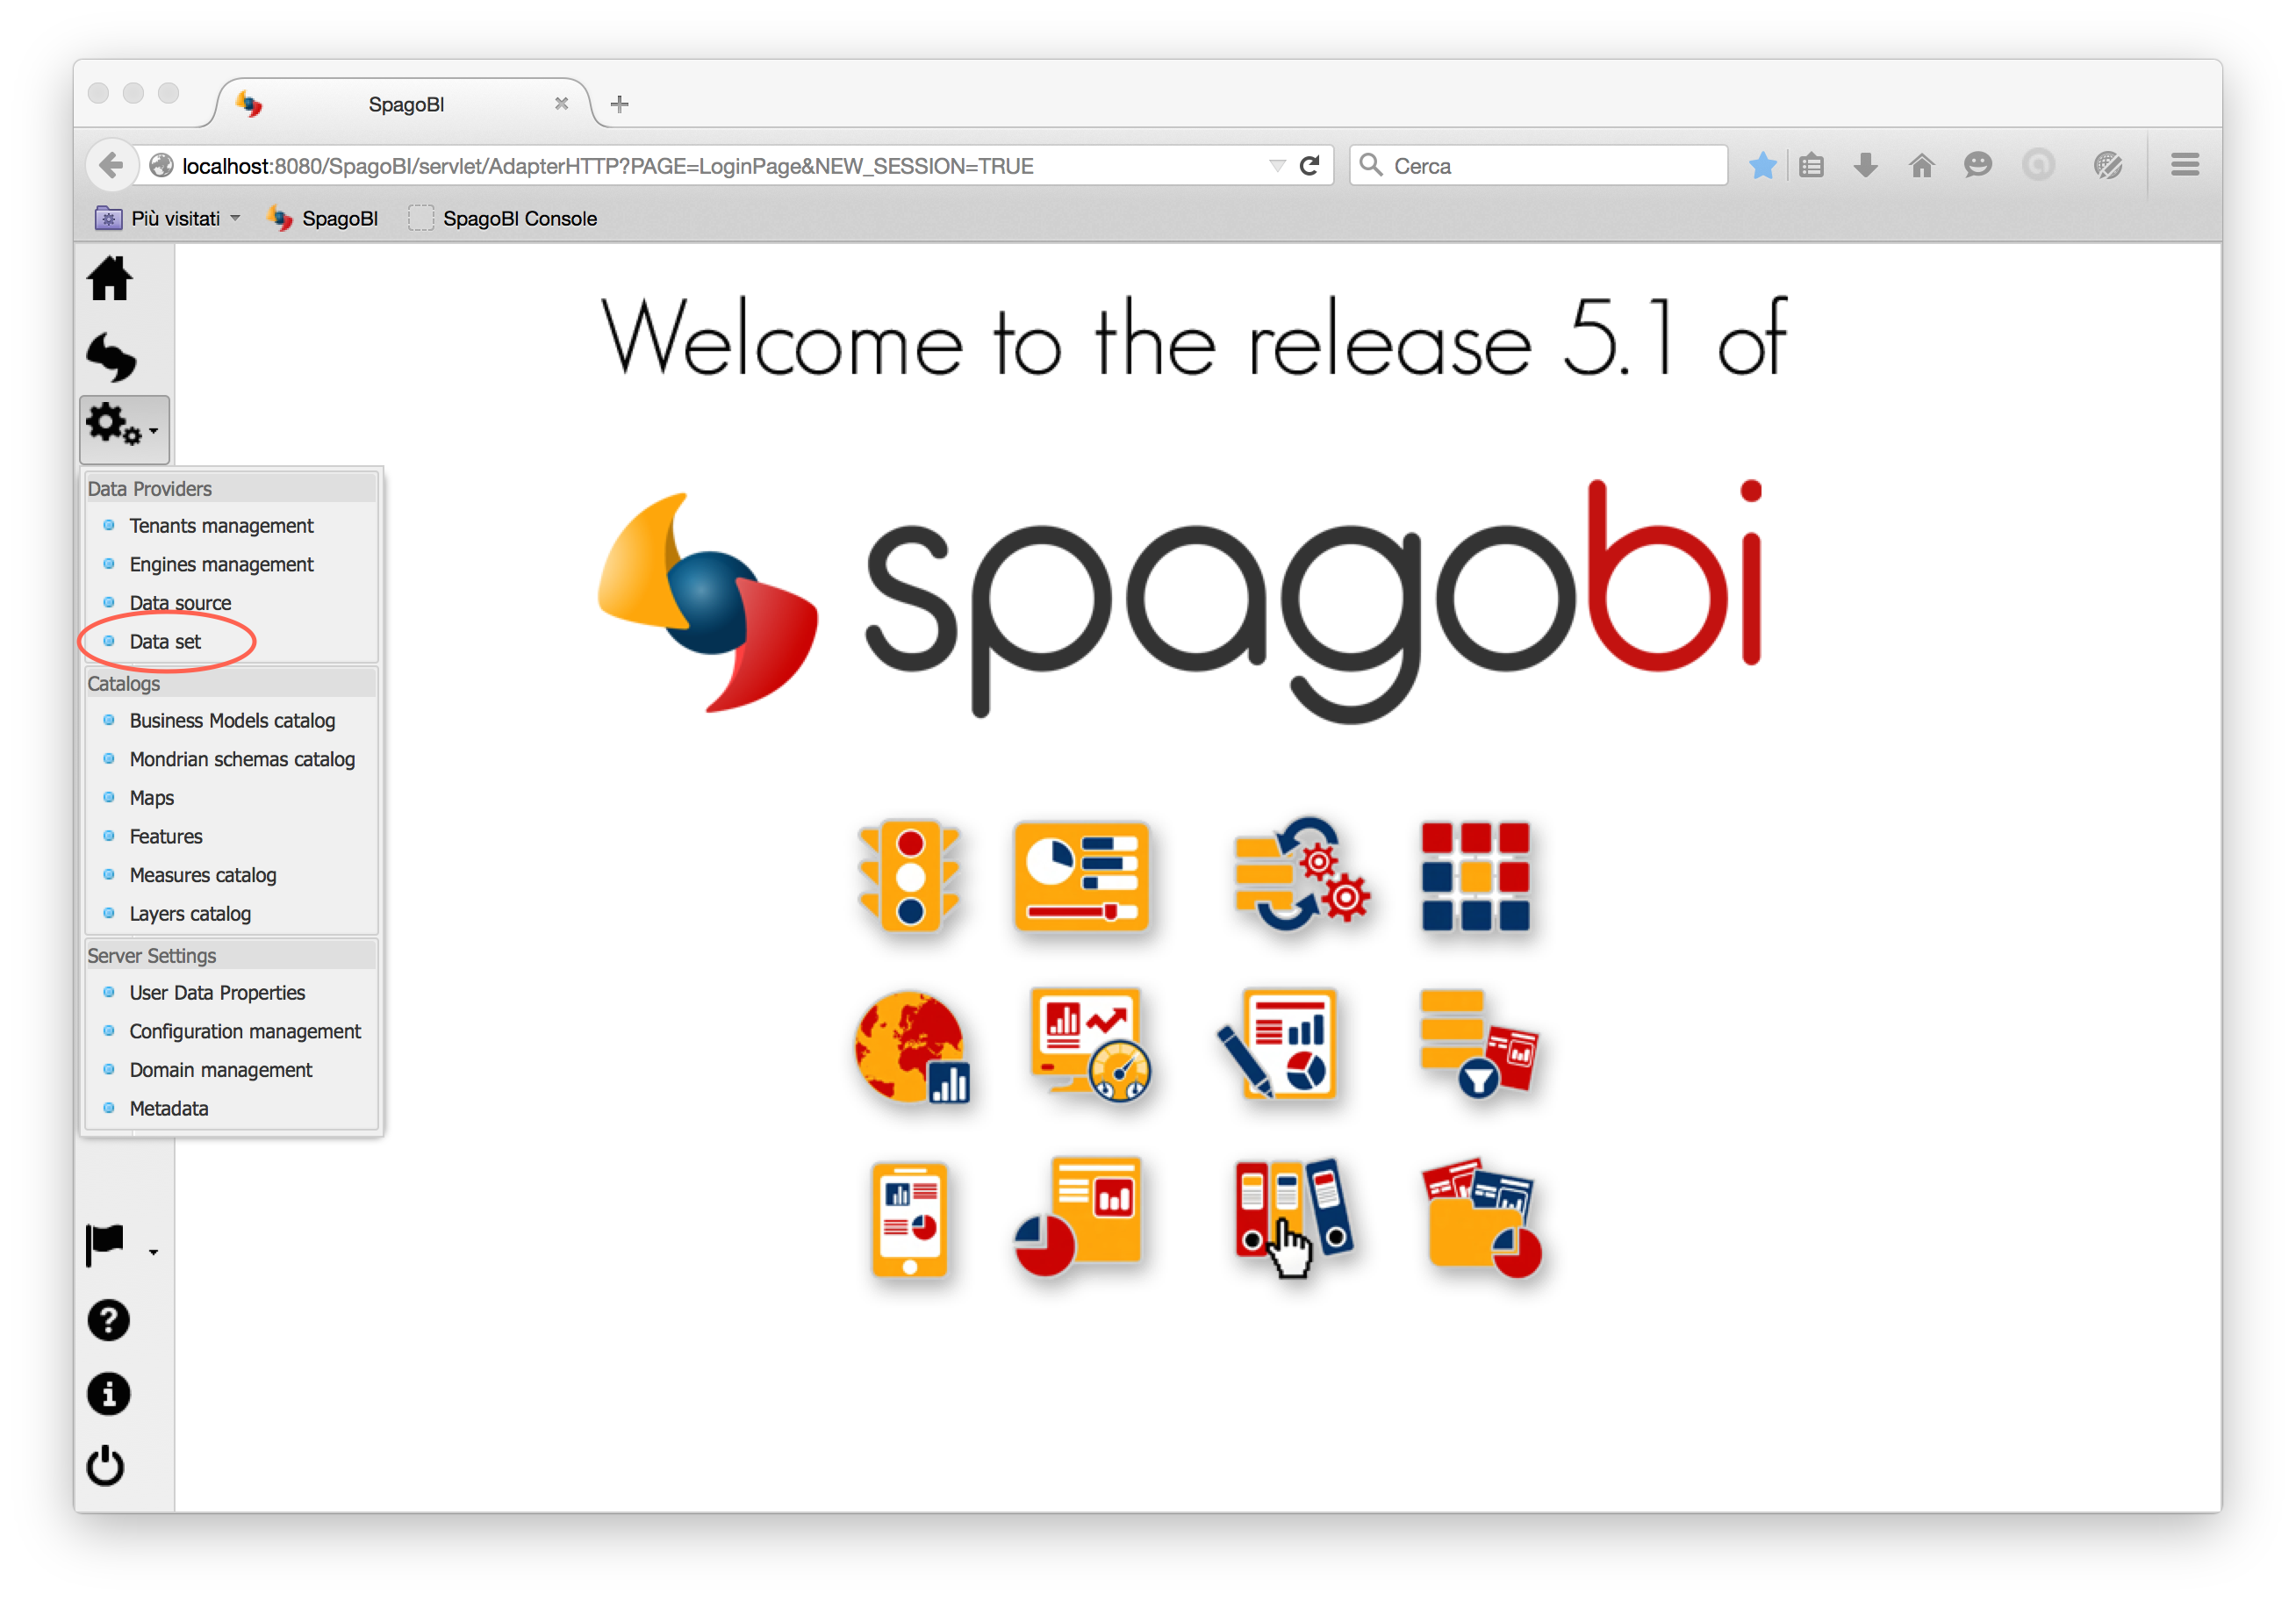 SpagoBI
localhost:8080/SpagoBI/servlet/AdapterHTTP?PAGE=LoginPage&NEW_SESSION=TRUE
Cerca
Più visitati
SpagoBI
SpagoBI Console
Welcome to the release 5.1 of
spagobi
Data Providers
Tenants management
Engines management
Data source
Data set
Catalogs
Business Models catalog
Mondrian schemas catalog
Maps
Features
Measures catalog
Layers catalog
Server Settings
User Data Properties
Configuration management
Domain management
Metadata